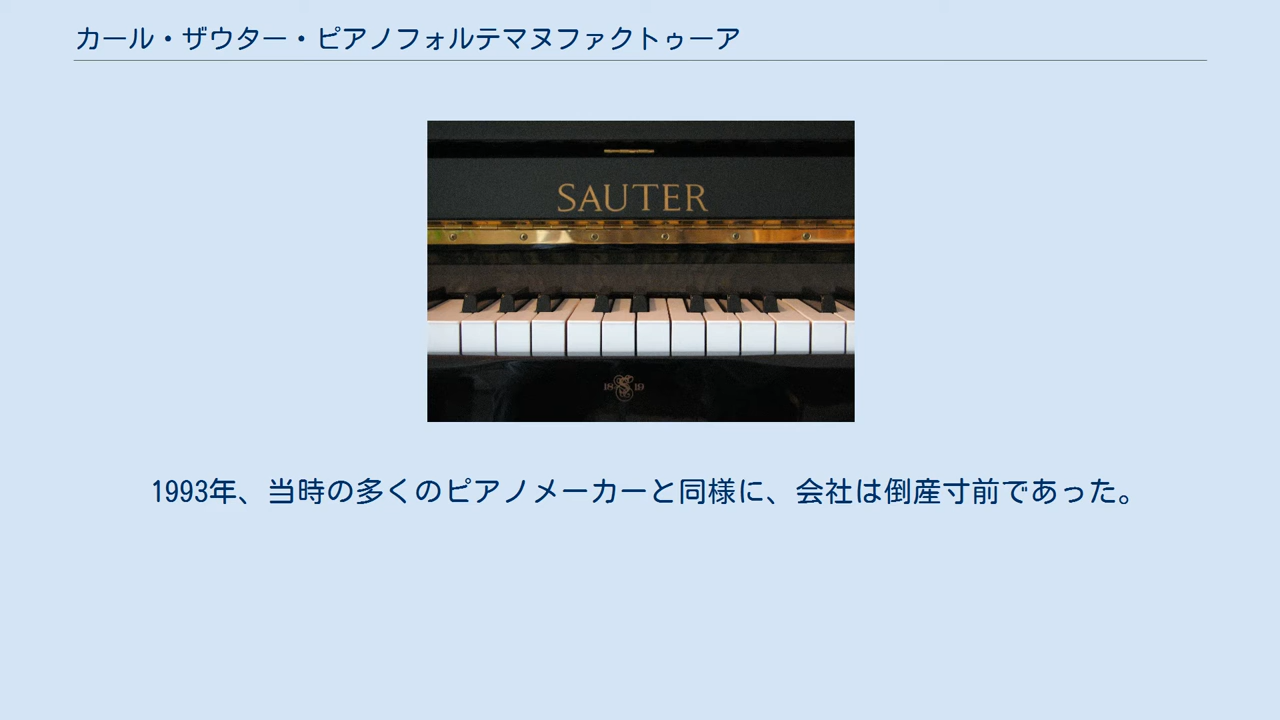 カール・ザウター・ピアノフォルテマヌファクトゥーア
SAUTER
1819
1993年、当時の多くのピアノメーカーと同様に、会社は倒産寸前であった。